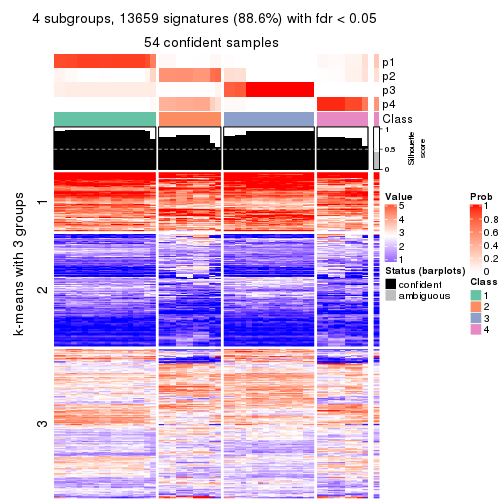 4 subgroups, 13659 signatures (88.6%) with fdr < 0.05
54 confident samples
p1
p2
p3
p4
Class
1
0.5
0
Silhouette
score
k-means with 3 groups
1
2
3
Value
5
4
3
2
1
Prob
1
0.8
0.6
0.4
0.2
0
Status (barplots)
confident
ambiguous
Class
1
2
3
4